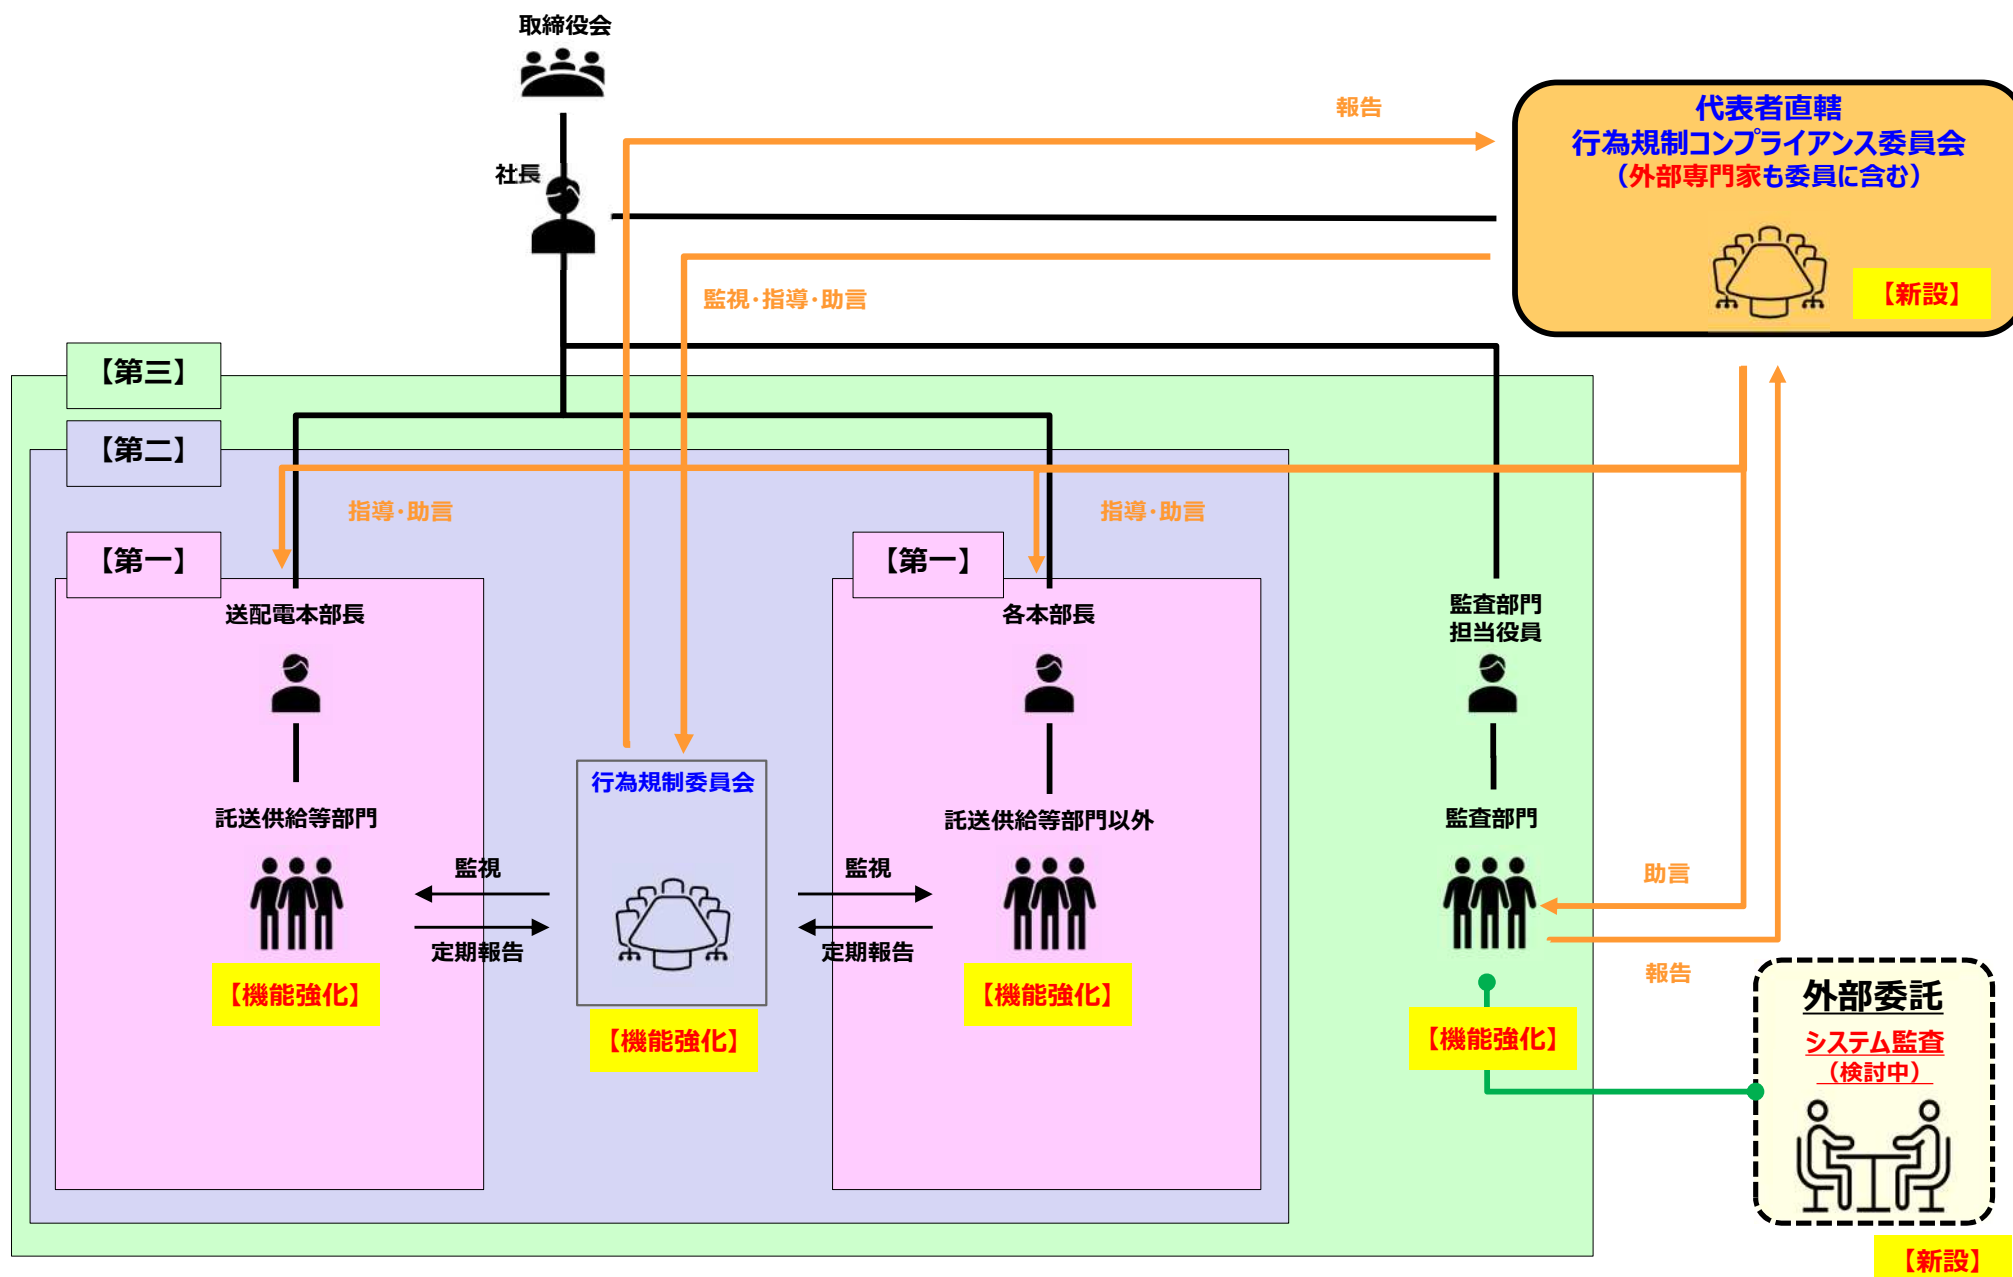 取締役会
社長
報告
代表者直轄
行為規制コンプライアンス委員会
（外部専門家も委員に含む）
【新設】
監視・指導・助言
【第三】
【第二】
指導・助言
指導・助言
【第一】
【第一】
送配電本部長
各本部長
監査部門
担当役員
行為規制委員会
託送供給等部門
託送供給等部門以外
監査部門
監視
監視
助言
定期報告
定期報告
報告
【機能強化】
【機能強化】
【機能強化】
【機能強化】
外部委託
システム監査
（検討中）
【新設】